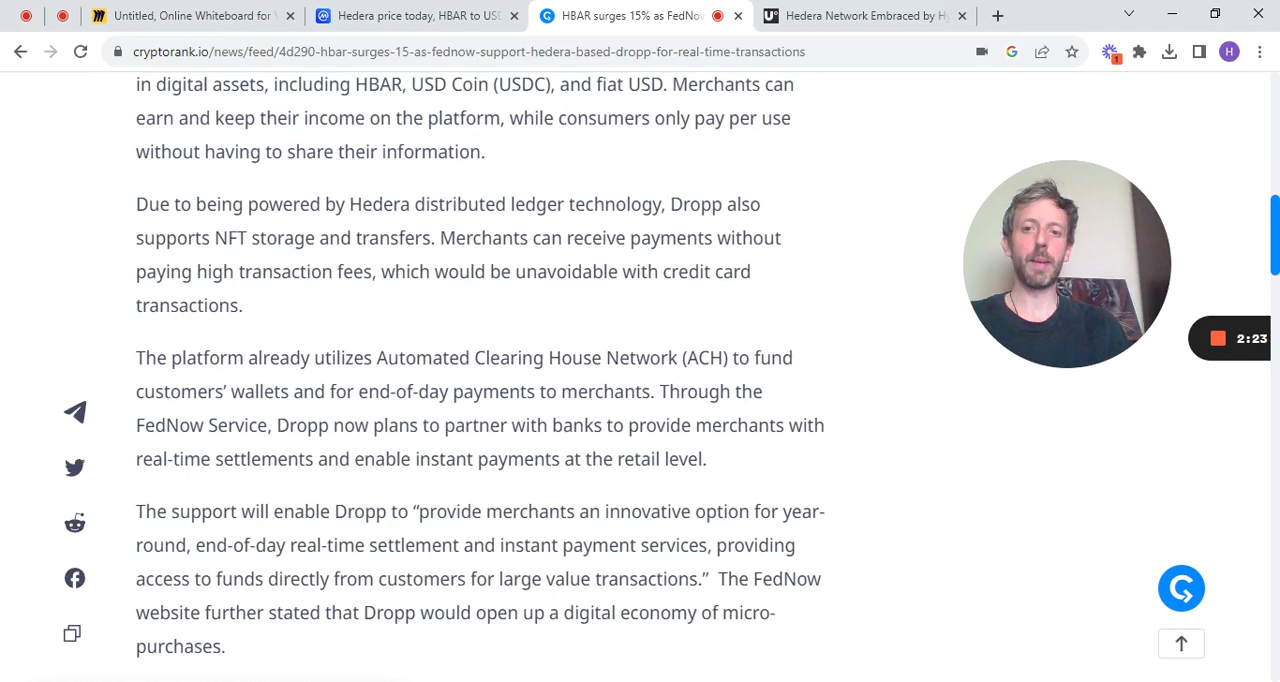 Untitled, Online Whiteboard for
Hedera price today, HBAR to USD
HBAR surges 15% as FedNow
Hedera Network Embraced by Hy
cryptorank.io/news/feed/4d290-hbar-surges-15-as-fednow-support-hedera-based-dropp-for-real-time-transactions
1
H
in digital assets, including HBAR, USD Coin (USDC), and fiat USD. Merchants can
earn and keep their income on the platform, while consumers only pay per use
without having to share their information.
Due to being powered by Hedera distributed ledger technology, Dropp also
supports NFT storage and transfers. Merchants can receive payments without
paying high transaction fees, which would be unavoidable with credit card
transactions.
2:23
The platform already utilizes Automated Clearing House Network (ACH) to fund
customers’ wallets and for end-of-day payments to merchants. Through the
FedNow Service, Dropp now plans to partner with banks to provide merchants with
real-time settlements and enable instant payments at the retail level.
The support will enable Dropp to “provide merchants an innovative option for year-
round, end-of-day real-time settlement and instant payment services, providing
access to funds directly from customers for large value transactions.” The FedNow
website further stated that Dropp would open up a digital economy of micro-
purchases.